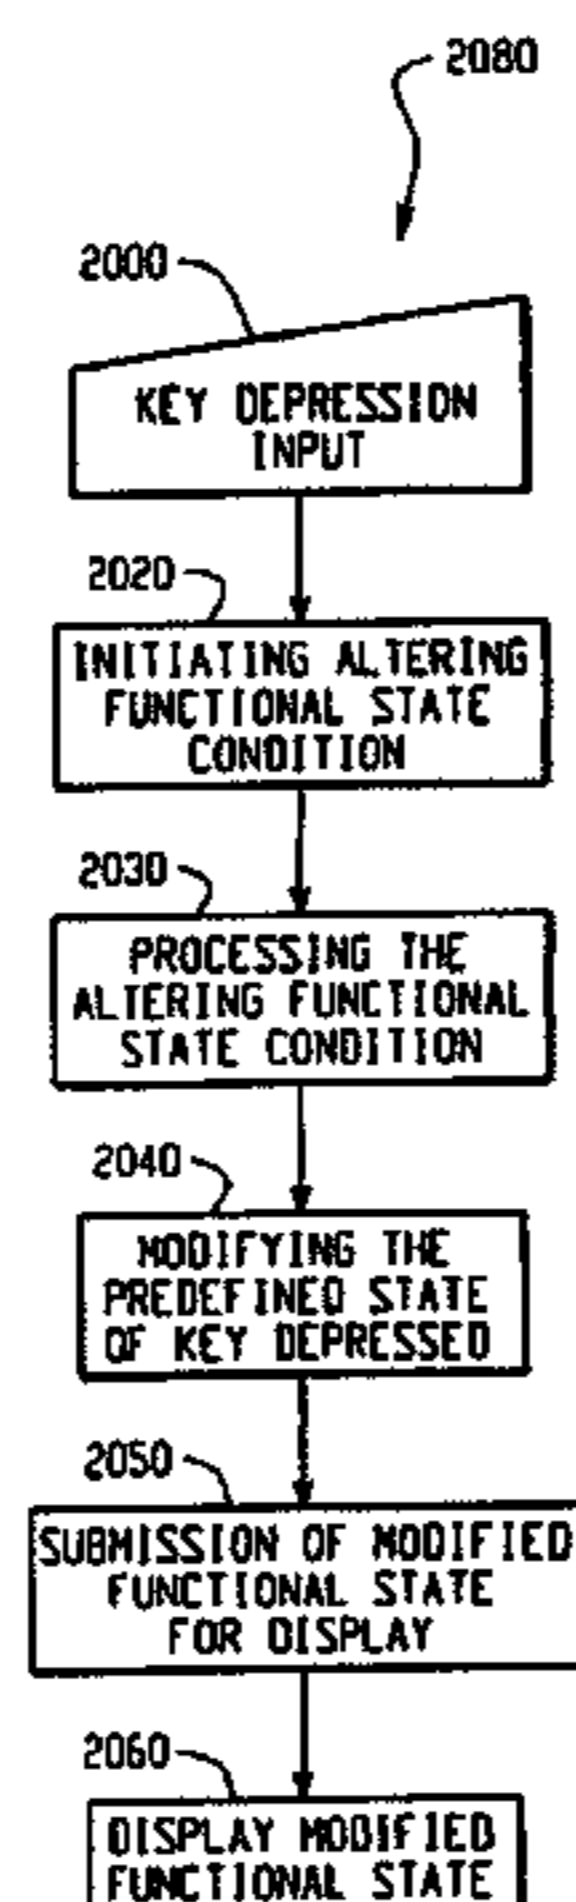 2080
2000
KEY DEPRESSION
INPUT
2020
INITIATING ALTERING
FUNCTIONAL STATE
CONDITION
2030
PROCESSING THE
ALTERING FUNCTIONAL
STATE CONDITION
2040
MODIFYING THE
PREDEFINED STATE
OF KEY DEPRESSED
2050
SUBMISSION OF MODIFIED
FUNCTIONAL STATE
FOR DISPLAY
2060
DISPLAY MODIFIED
FUNCTIONAL STATE